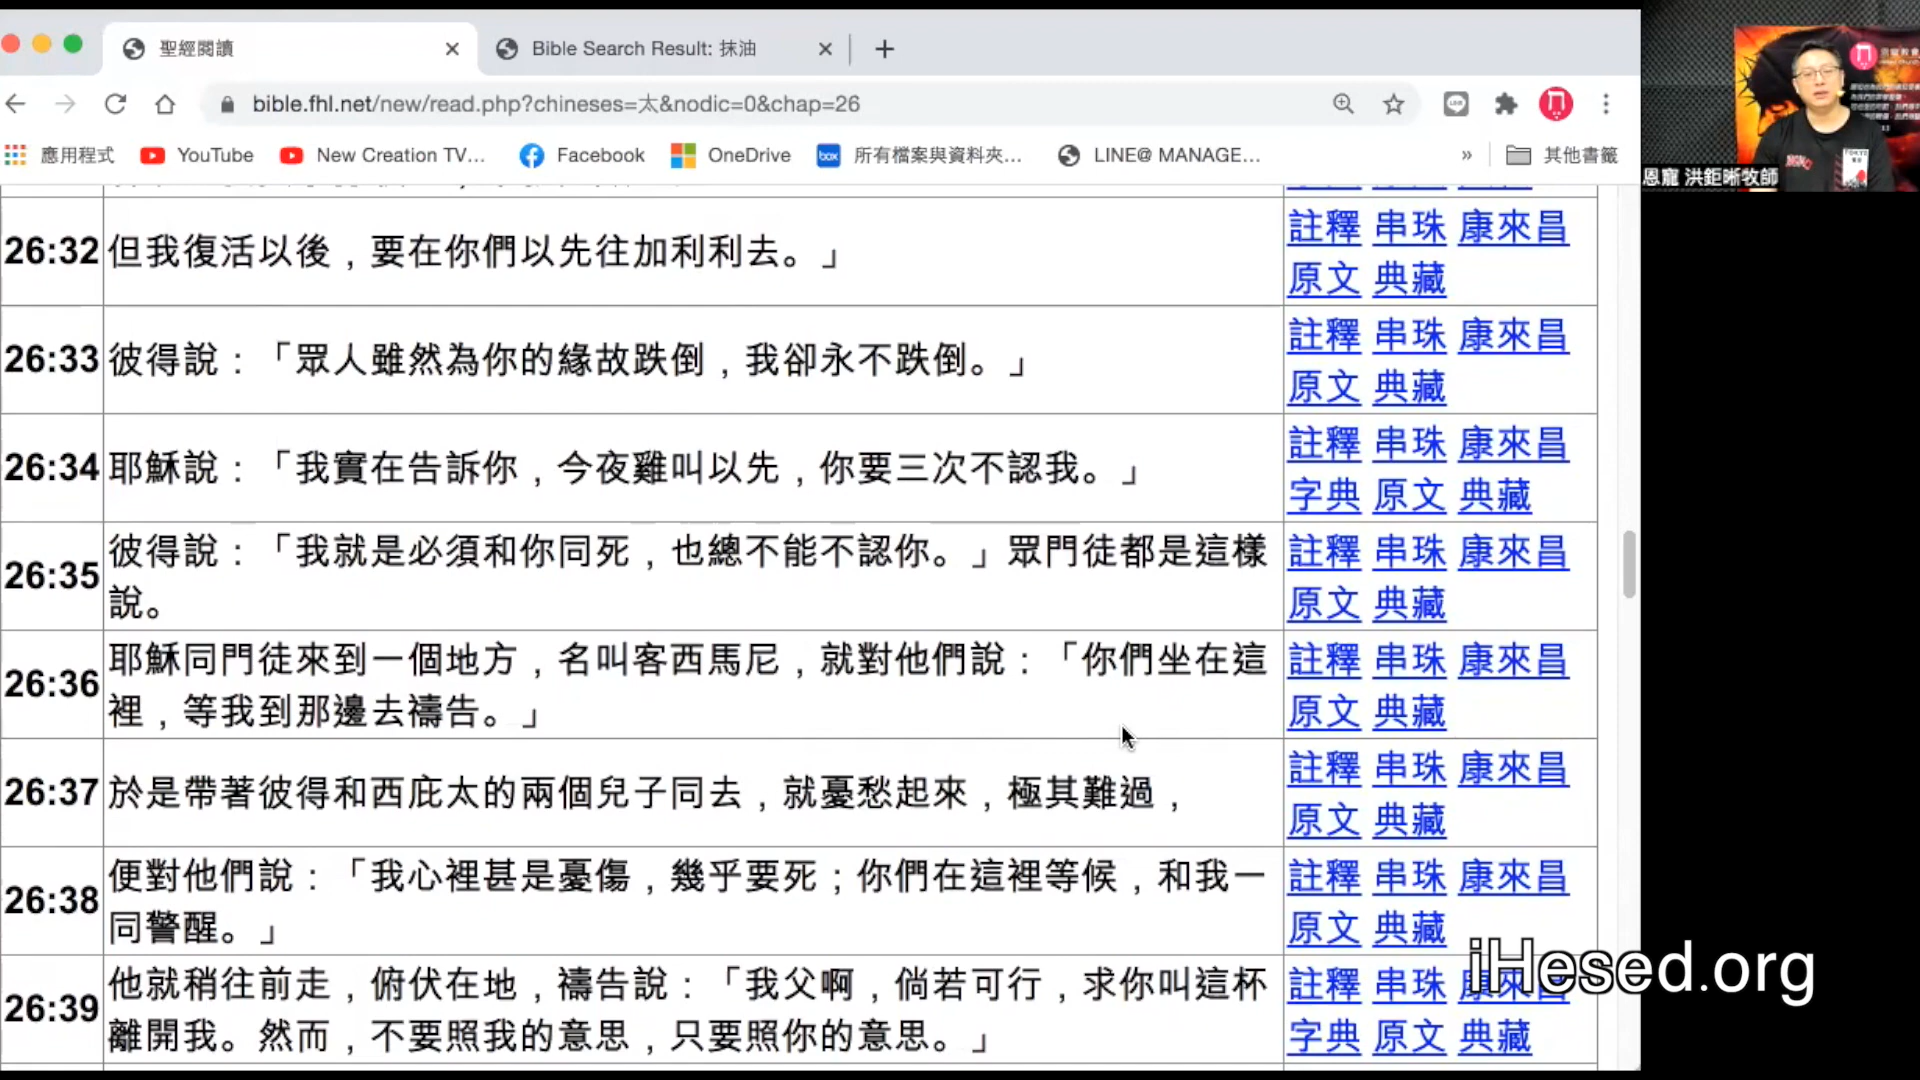 聖經閱讀
Bible Search Result: 抹油
bible.fhl.net/new/read.php?chineses=太&nodic=0&chap=26
應用程式 YouTube New Creation TV... Facebook OneDrive box 所有檔案與資料夾... LINE@ MANAGE... » 其他書籤
26:32 但我復活以後，要在你們以先往加利利去。」 註釋 串珠 康來昌
原文 典藏
26:33 彼得說：「眾人雖然為你的緣故跌倒，我卻永不跌倒。」 註釋 串珠 康來昌
原文 典藏
26:34 耶穌說：「我實在告訴你，今夜雞叫以先，你要三次不認我。」 註釋 串珠 康來昌
字典 原文 典藏
26:35 彼得說：「我就是必須和你同死，也總不能不認你。」眾門徒都是這樣 註釋 串珠 康來昌
說。 原文 典藏
26:36 耶穌同門徒來到一個地方，名叫客西馬尼，就對他們說：「你們坐在這 註釋 串珠 康來昌
裡，等我到那邊去禱告。」 原文 典藏
26:37 於是帶著彼得和西庇太的兩個兒子同去，就憂愁起來，極其難過， 註釋 串珠 康來昌
原文 典藏
26:38 便對他們說：「我心裡甚是憂傷，幾乎要死；你們在這裡等候，和我一 註釋 串珠 康來昌
同警醒。」 原文 典藏
26:39 他就稍往前走，俯伏在地，禱告說：「我父啊，倘若可行，求你叫這杯 註釋 串珠 康來昌
離開我。然而，不要照我的意思，只要照你的意思。」 字典 原文 典藏
恩寵 洪鉅晰牧師
iHesed.org